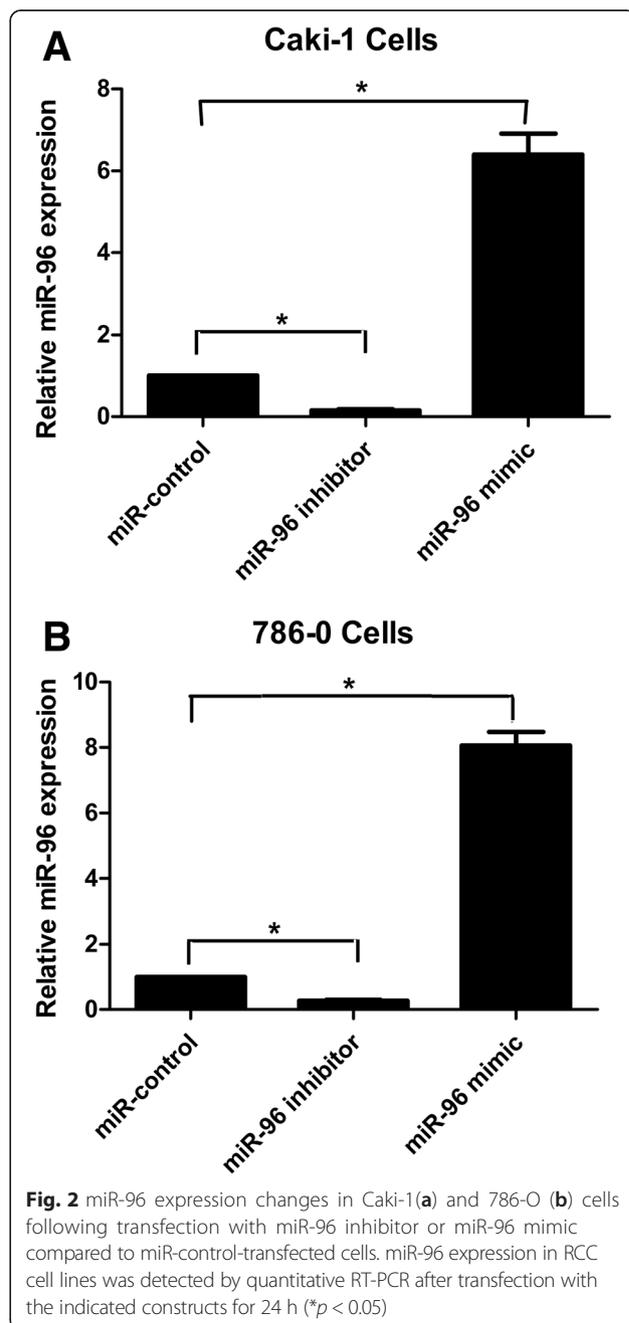 A
Caki-1 Cells
Relative miR-96 expression
8
6
4
2
0
*
*
miR-control
miR-96 inhibitor
miR-96 mimic
B
786-0 Cells
Relative miR-96 expression
10
8
6
4
2
0
*
*
miR-control
miR-96 inhibitor
miR-96 mimic
Fig. 2 miR-96 expression changes in Caki-1(a) and 786-O (b) cells
following transfection with miR-96 inhibitor or miR-96 mimic
compared to miR-control-transfected cells. miR-96 expression in RCC
cell lines was detected by quantitative RT-PCR after transfection with
the indicated constructs for 24 h (*p < 0.05)